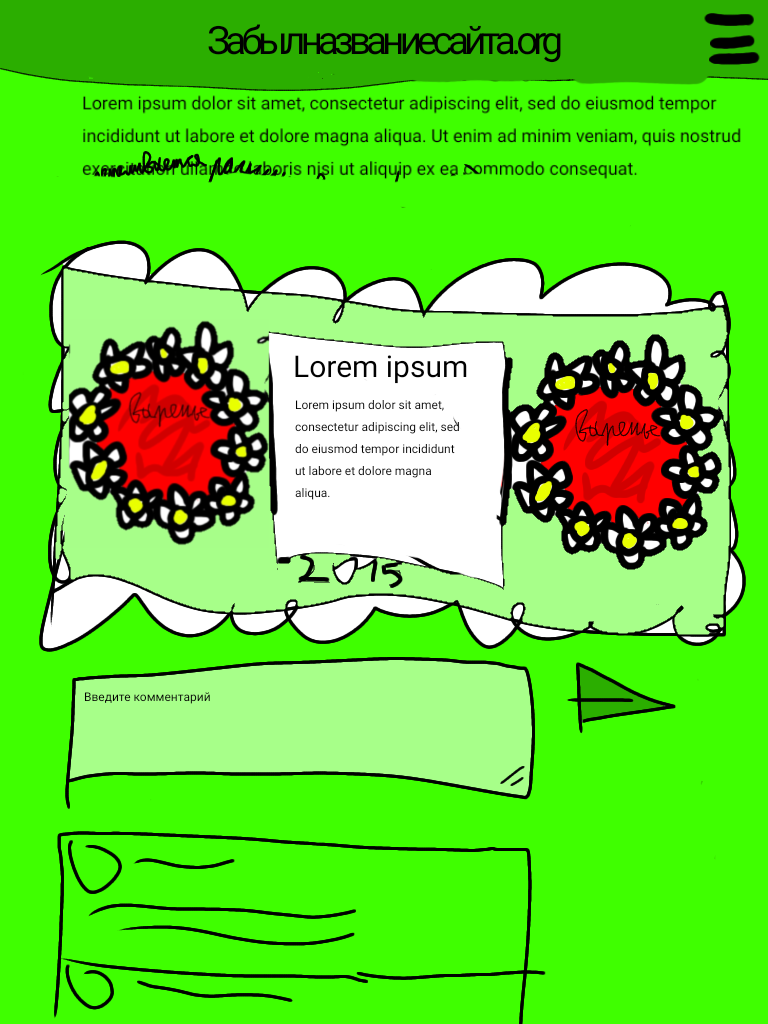 Забылназваниесайта.org
Lorem ipsum dolor sit amet, consectetur adipiscing elit, sed do eiusmod tempor
incididunt ut labore et dolore magna aliqua. Ut enim ad minim veniam, quis nostrud
exercitation ullamco laboris nisi ut aliquip ex ea commodo consequat.
Lorem ipsum
Lorem ipsum dolor sit amet,
consectetur adipiscing elit, sed
do eiusmod tempor incididunt
ut labore et dolore magna
aliqua.
варенье
варенье
2015
Введите комментарий